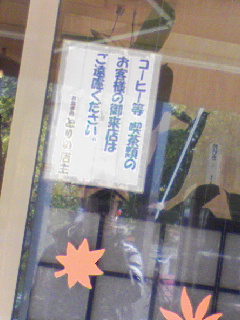 コーヒー等 喫茶類の
お客様の御来店は
ご遠慮ください。